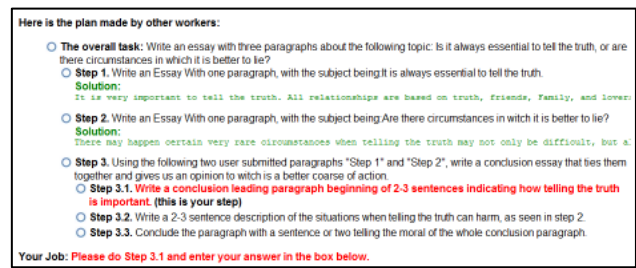 Here is the plan made by other workers:
The overall task: Write an essay with three paragraphs about the following topic: Is it always essential to tell the truth, or are
there circumstances in which it is better to lie?
Step 1. Write an Essay With one paragraph, with the subject being:It is always essential to tell the truth.
Solution:
It is very important to tell the truth. All relationships are based on truth, friends, Family, and lover
Step 2. Write an Essay With one paragraph, with the subject being:Are there circumstances in witch it is better to lie?
Solution:
There may happen certain very rare circumstances when telling the truth may not only be difficult, but a
Step 3. Using the following two user submitted paragraphs "Step 1" and "Step 2", write a conclusion essay that ties them
together and gives us an opinion to witch is a better coarse of action.
Step 3.1. Write a conclusion leading paragraph beginning of 2-3 sentences indicating how telling the truth
is important. (this is your step)
Step 3.2. Write a 2-3 sentence description of the situations when telling the truth can harm, as seen in step 2.
Step 3.3. Conclude the paragraph with a sentence or two telling the moral of the whole conclusion paragraph.
Your Job: Please do Step 3.1 and enter your answer in the box below.